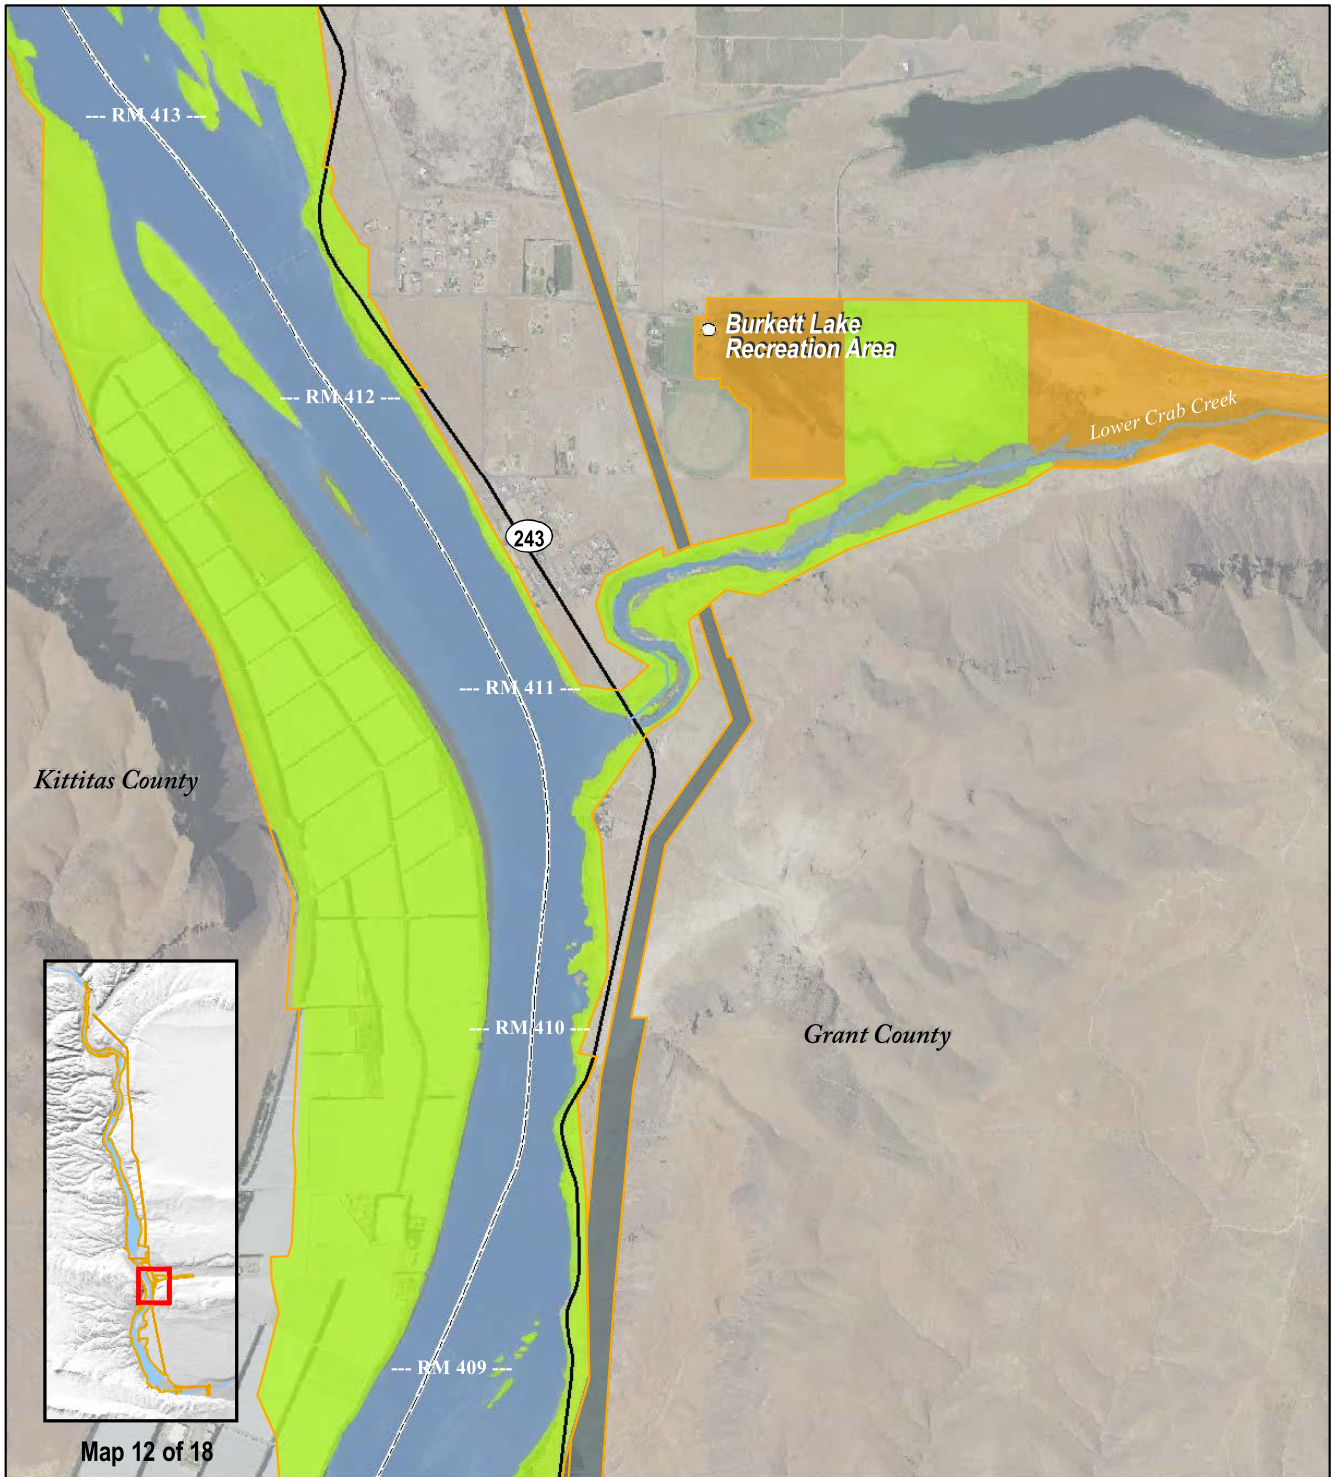 --- RM 413 ---
Burkett Lake
Recreation Area
--- RM 412 ---
Lower Crab Creek
243
--- RM 411 ---
Kittitas County
--- RM 410 ---
Grant County
--- RM 409 ---
Map 12 of 18